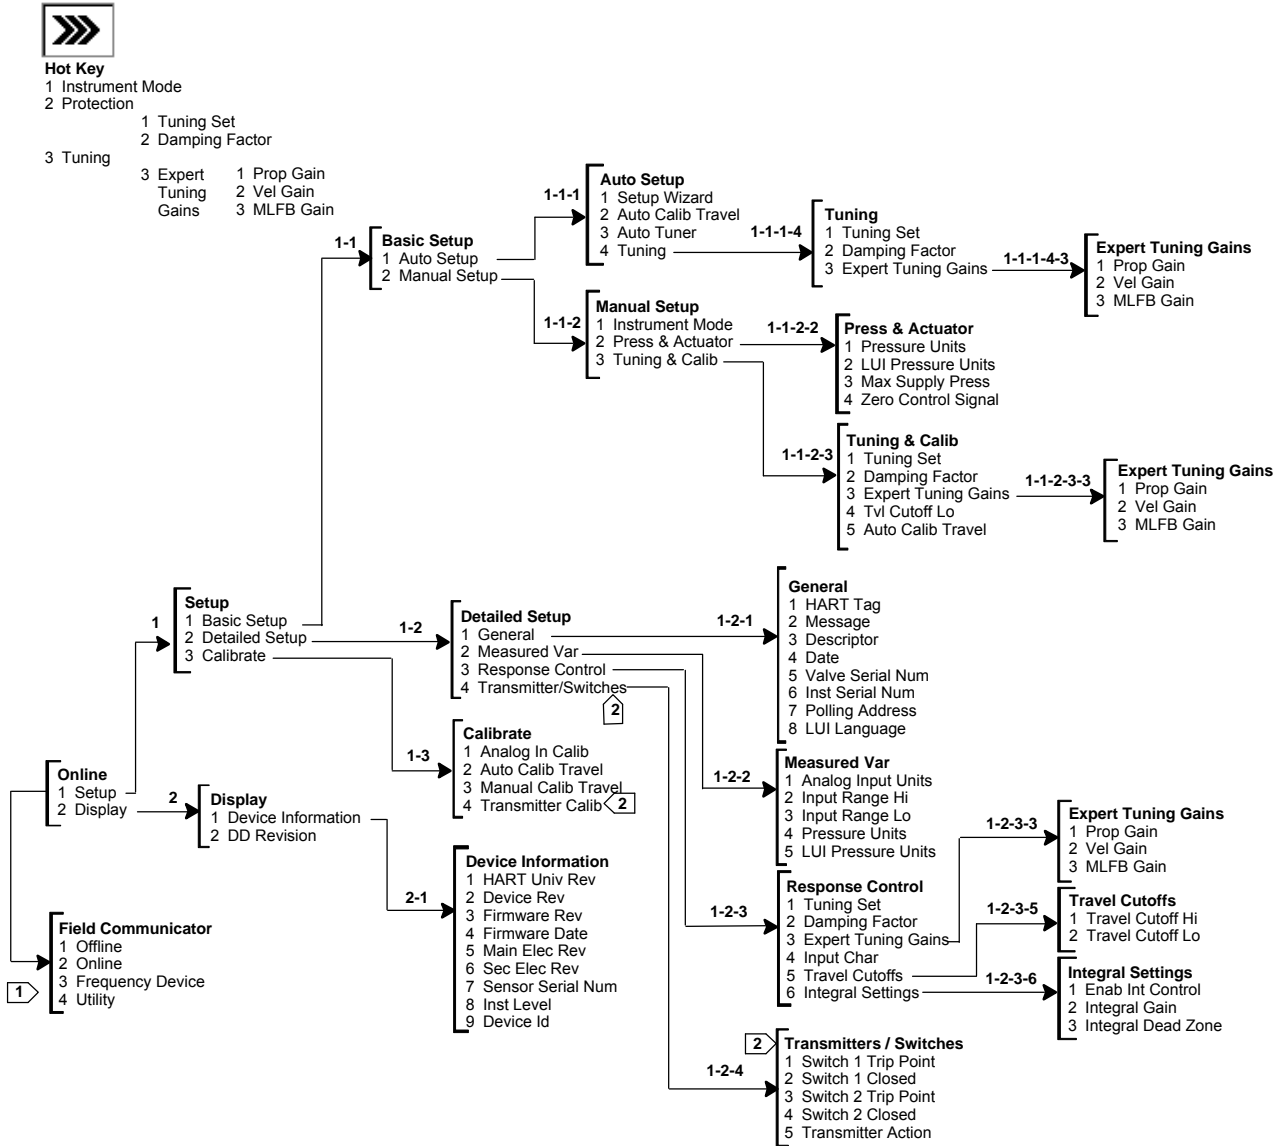 Hot Key
1 Instrument Mode
2 Protection
1 Tuning Set
2 Damping Factor
3 Tuning
3 Expert Tuning Gains
1 Prop Gain
2 Vel Gain
3 MLFB Gain
1-1
Basic Setup
1 Auto Setup
2 Manual Setup
1-1-1
Auto Setup
1 Setup Wizard
2 Auto Calib Travel
3 Auto Tuner
4 Tuning
1-1-1-4
Tuning
1 Tuning Set
2 Damping Factor
3 Expert Tuning Gains
1-1-1-4-3
Expert Tuning Gains
1 Prop Gain
2 Vel Gain
3 MLFB Gain
1-1-2
Manual Setup
1 Instrument Mode
2 Press & Actuator
3 Tuning & Calib
1-1-2-2
Press & Actuator
1 Pressure Units
2 LUI Pressure Units
3 Max Supply Press
4 Zero Control Signal
1-1-2-3
Tuning & Calib
1 Tuning Set
2 Damping Factor
3 Expert Tuning Gains
4 Tvl Cutoff Lo
5 Auto Calib Travel
1-1-2-3-3
Expert Tuning Gains
1 Prop Gain
2 Vel Gain
3 MLFB Gain
1
Setup
1 Basic Setup
2 Detailed Setup
3 Calibrate
1-2
Detailed Setup
1 General
2 Measured Var
3 Response Control
4 Transmitter/Switches
2
1-2-1
General
1 HART Tag
2 Message
3 Descriptor
4 Date
5 Valve Serial Num
6 Inst Serial Num
7 Polling Address
8 LUI Language
1-3
Calibrate
1 Analog In Calib
2 Auto Calib Travel
3 Manual Calib Travel
4 Transmitter Calib
2
1-2-2
Measured Var
1 Analog Input Units
2 Input Range Hi
3 Input Range Lo
4 Pressure Units
5 LUI Pressure Units
Online
1 Setup
2 Display
2
Display
1 Device Information
2 DD Revision
2-1
Device Information
1 HART Univ Rev
2 Device Rev
3 Firmware Rev
4 Firmware Date
5 Main Elec Rev
6 Sec Elec Rev
7 Sensor Serial Num
8 Inst Level
9 Device Id
1-2-3
Response Control
1 Tuning Set
2 Damping Factor
3 Expert Tuning Gains
4 Input Char
5 Travel Cutoffs
6 Integral Settings
1-2-3-3
Expert Tuning Gains
1 Prop Gain
2 Vel Gain
3 MLFB Gain
1-2-3-5
Travel Cutoffs
1 Travel Cutoff Hi
2 Travel Cutoff Lo
1-2-3-6
Integral Settings
1 Enab Int Control
2 Integral Gain
3 Integral Dead Zone
Field Communicator
1 Offline
2 Online
3 Frequency Device
4 Utility
1
1-2-4
2
Transmitters / Switches
1 Switch 1 Trip Point
2 Switch 1 Closed
3 Switch 2 Trip Point
4 Switch 2 Closed
5 Transmitter Action